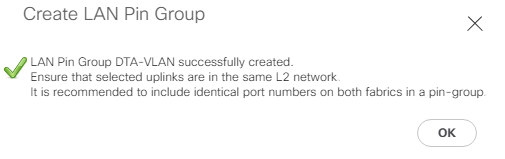 Create LAN Pin Group
LAN Pin Group DTA-VLAN successfully created.
Ensure that selected uplinks are in the same L2 network.
It is recommended to include identical port numbers on both fabrics in a pin-group.
OK